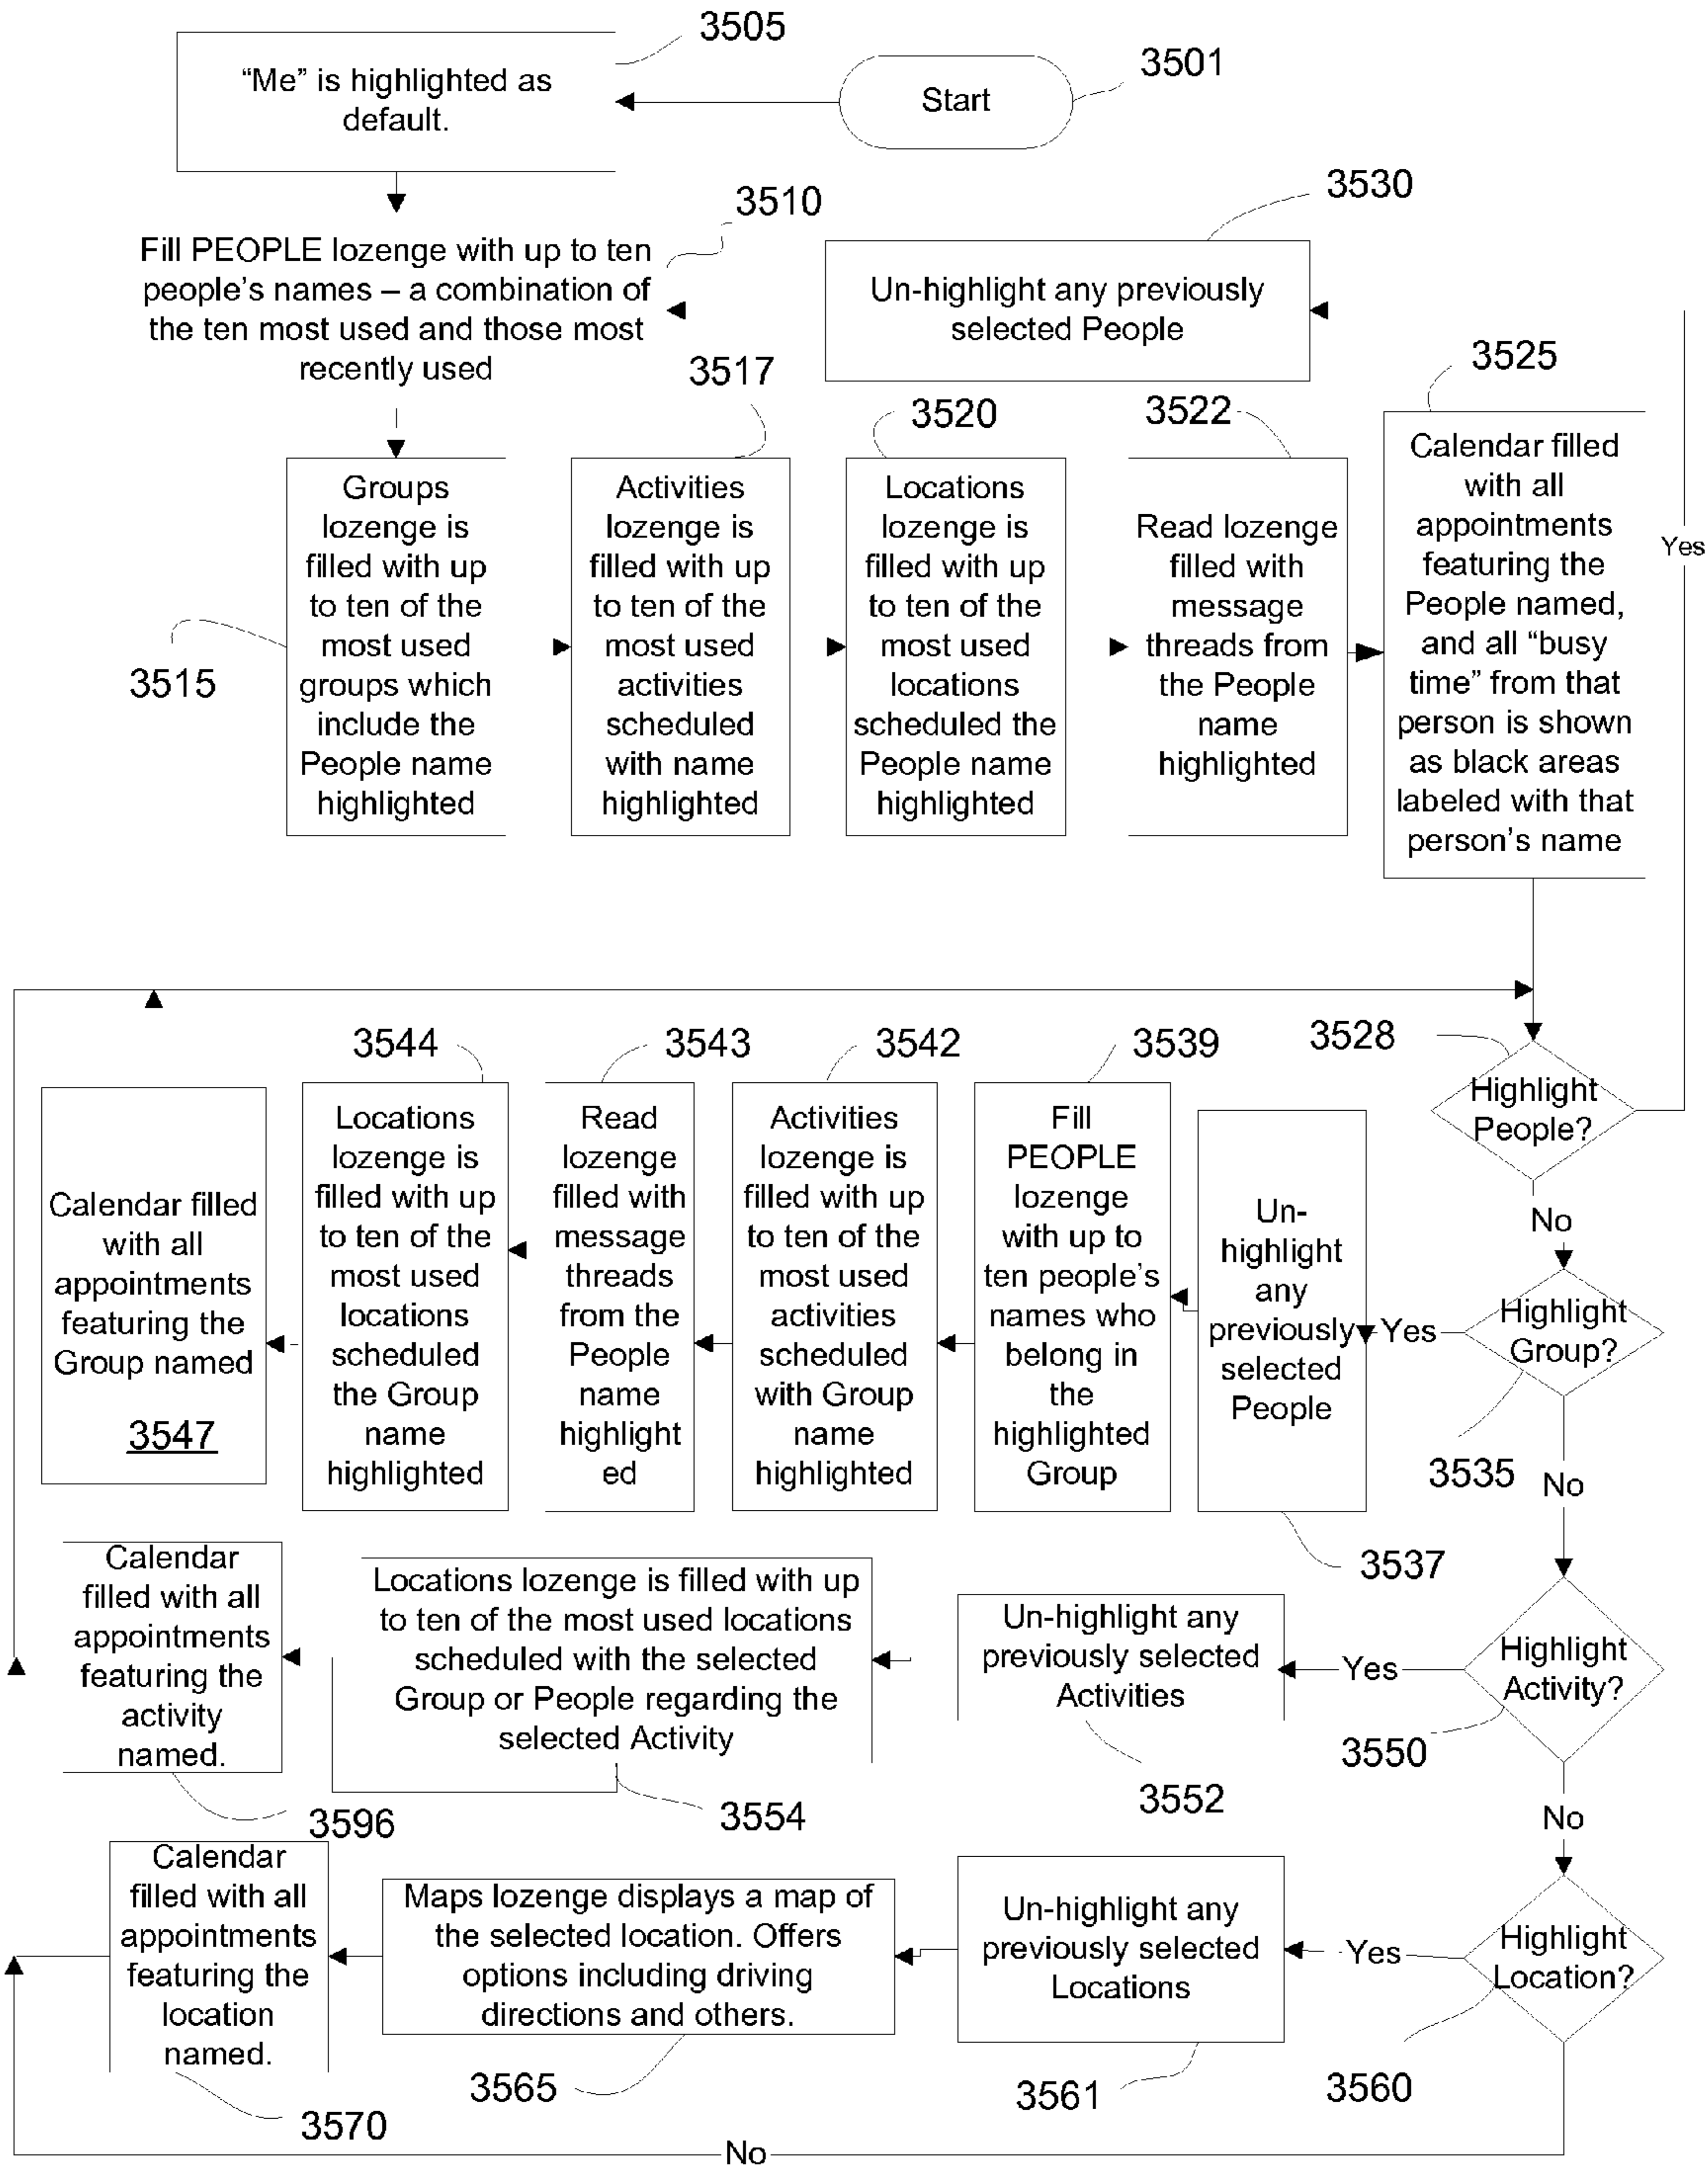 3505
“Me” is highlighted as
default.
Start
3501
3510
Fill PEOPLE lozenge with up to ten
people’s names – a combination of
the ten most used and those most
recently used
3530
Un-highlight any previously
selected People
3515
Groups
lozenge is
filled with up
to ten of the
most used
groups which
include the
People name
highlighted
3517
Activities
lozenge is
filled with up
to ten of the
most used
activities
scheduled
with name
highlighted
3520
Locations
lozenge is
filled with up
to ten of the
most used
locations
scheduled the
People name
highlighted
3522
Read lozenge
filled with
message
threads from
the People
name
highlighted
3525
Calendar filled
with all
appointments
featuring the
People named,
and all “busy
time” from that
person is shown
as black areas
labeled with that
person’s name
Yes
3528
Highlight
People?
No
3544
Locations
lozenge is
filled with up
to ten of the
most used
locations
scheduled
the Group
name
highlighted
3543
Read
lozenge
filled with
message
threads
from the
People
name
highlight
ed
3542
Activities
lozenge is
filled with up
to ten of the
most used
activities
scheduled
with Group
name
highlighted
3539
Fill
PEOPLE
lozenge
with up to
ten people’s
names who
belong in
the
highlighted
Group
Un-
highlight
any
previously
selected
People
3537
Yes
Highlight
Group?
3535
No
Calendar filled
with all
appointments
featuring the
Group named
3547
Calendar
filled with all
appointments
featuring the
activity
named.
3596
Locations lozenge is filled with up
to ten of the most used locations
scheduled with the selected
Group or People regarding the
selected Activity
3554
Un-highlight any
previously selected
Activities
3552
Yes
Highlight
Activity?
3550
No
Calendar
filled with all
appointments
featuring the
location
named.
3570
Maps lozenge displays a map of
the selected location. Offers
options including driving
directions and others.
3565
Un-highlight any
previously selected
Locations
3561
Yes
Highlight
Location?
3560
No